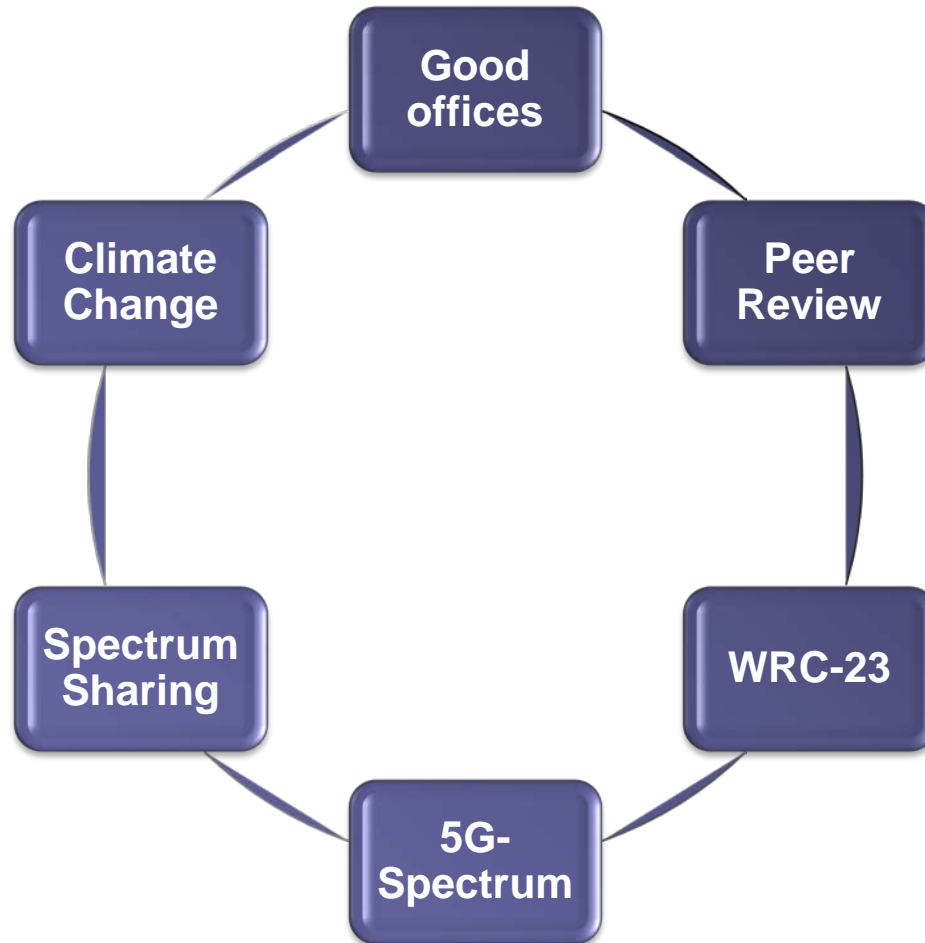 Good
offices
Peer
Review
WRC-23
5G-
Spectrum
Spectrum
Sharing
Climate
Change